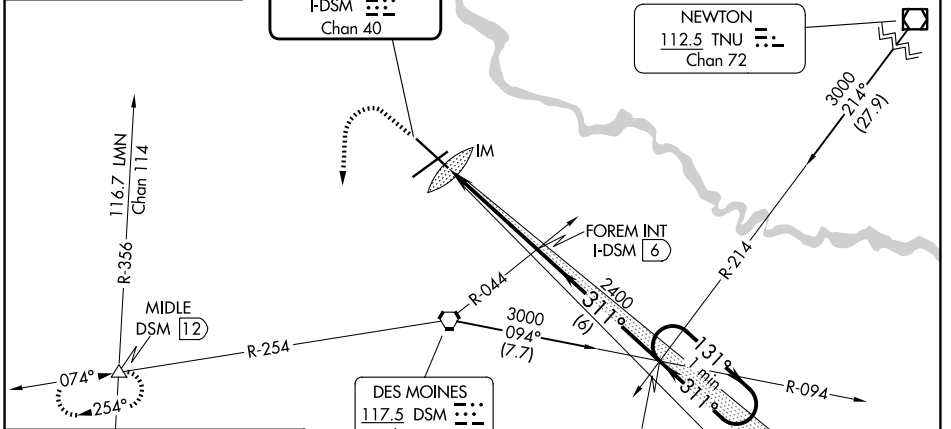 I-DSM
Chan 40
NEWTON
112.5 TNU
Chan 72
3000
214°
(27.9)
116.7 LMN
Chan 114
IM
FOREM INT
I-DSM 6
R-356
R-044
R-214
2400
311°
(6)
MIDLE
DSM 12
3000
094°
(7.7)
R-254
131°
1 min
311°
R-094
074°
254°
DES MOINES
117.5 DSM